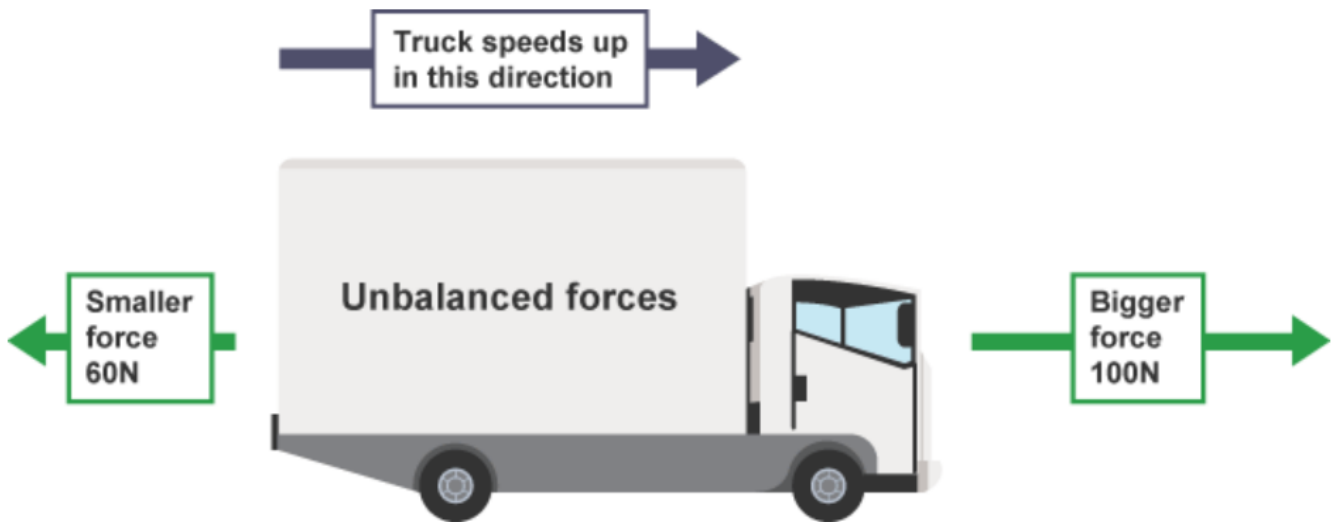 Truck speeds up
in this direction
Unbalanced forces
Smaller
force
60N
Bigger
force
100N